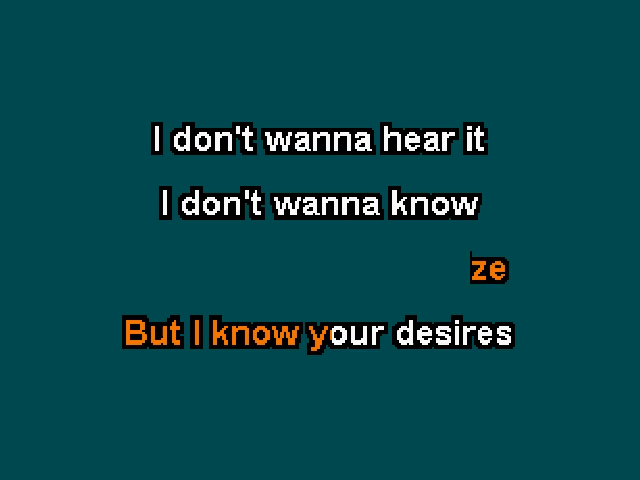 I don't wanna hear it
I don't wanna know
ze
But I know your desires